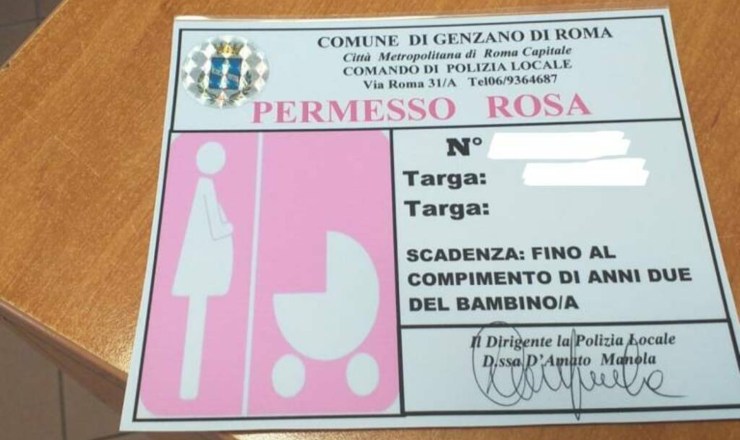 COMUNE DI GENZANO DI ROMA
Città Metropolitana di Roma Capitale
COMANDO DI POLIZIA LOCALE
Via Roma 31/A Tel06/9364687
PERMESSO ROSA
N°
Targa:
Targa:
SCADENZA: FINO AL
COMPIMENTO DI ANNI DUE
DEL BAMBINO/A
Il Dirigente la Polizia Locale
D.ssa D'Amato Manola